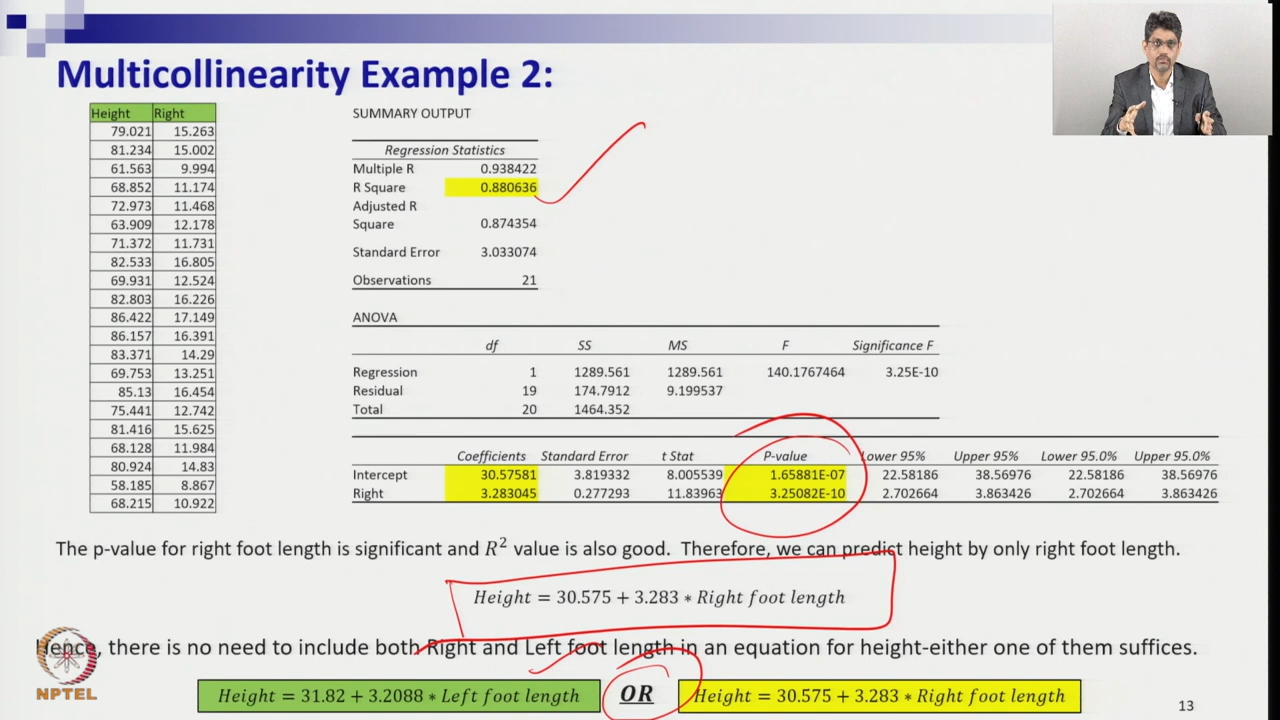 Multicollinearity Example 2:
Height Right
79.021 15.263
81.234 15.002
61.563 9.994
68.852 11.174
72.973 11.468
63.909 12.178
71.372 11.731
82.533 16.805
69.931 12.524
82.803 16.226
86.422 17.149
86.157 16.391
83.371 14.29
69.753 13.251
85.13 16.454
75.441 12.742
81.416 15.625
68.128 11.984
80.924 14.83
58.185 8.867
68.215 10.922
SUMMARY OUTPUT
Regression Statistics
Multiple R 0.938422
R Square 0.880636
Adjusted R
Square 0.874354
Standard Error 3.033074
Observations 21
ANOVA
df SS MS F Significance F
Regression 1 1289.561 1289.561 140.1767464 3.25E-10
Residual 19 174.7912 9.199537
Total 20 1464.352
Coefficients Standard Error t Stat P-value Lower 95% Upper 95% Lower 95.0% Upper 95.0%
Intercept 30.57581 3.819332 8.005539 1.65881E-07 22.58186 38.56976 22.58186 38.56976
Right 3.283045 0.277293 11.83963 3.25082E-10 2.702664 3.863426 2.702664 3.863426
The p-value for right foot length is significant and R² value is also good. Therefore, we can predict height by only right foot length.
Height = 30.575 + 3.283 * Right foot length
Hence, there is no need to include both Right and Left foot length in an equation for height-either one of them suffices.
Height = 31.82 + 3.2088 * Left foot length OR Height = 30.575 + 3.283 * Right foot length
NPTEL
13